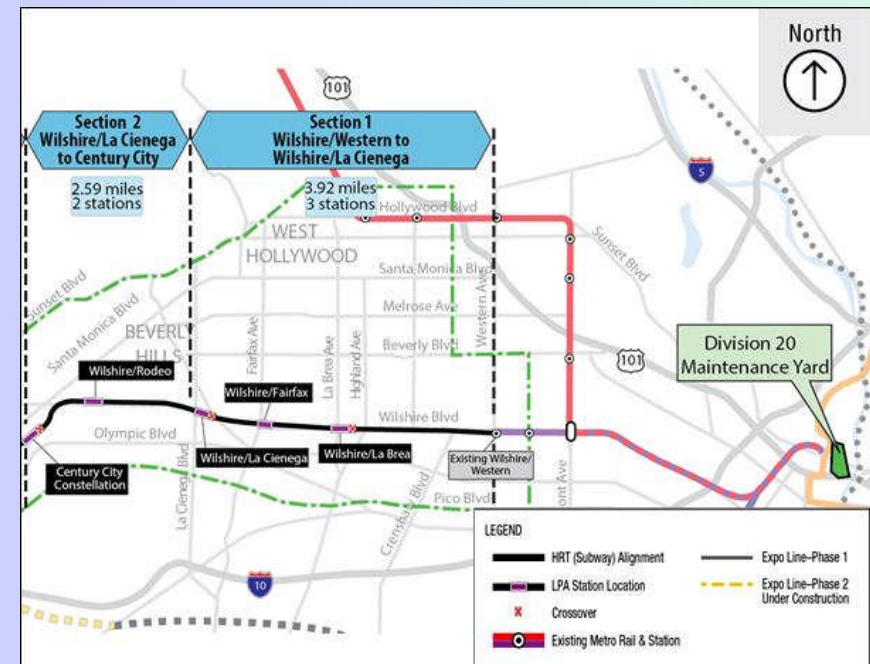 North
101
Section 2
Wilshire/La Cienega
to Century City
Section 1
Wilshire/Western to
Wilshire/La Cienega
5
2.59 miles
2 stations
3.92 miles
3 stations
Hollywood Blvd
WEST
HOLLYWOOD
Sunset Blvd
Santa Monica Blvd
Sunset Blvd
Santa Monica Blvd
Western Ave
Melrose Ave
BEVERLY
HILLS
Fairfax Ave
La Brea Ave
Highland Ave
Beverly Blvd
101
Division 20
Maintenance Yard
Wilshire/Rodeo
Wilshire/Fairfax
Wilshire Blvd
Olympic Blvd
Wilshire/La Cienega
Wilshire/La Brea
Existing Wilshire/
Western
Century City
Constellation
La Cienega Blvd
Crenshaw Blvd
Pico Blvd
ont Ave
10
LEGEND
HRT (Subway) Alignment
LPA Station Location
Crossover
Existing Metro Rail & Station
Expo Line–Phase 1
Expo Line–Phase 2
Under Construction